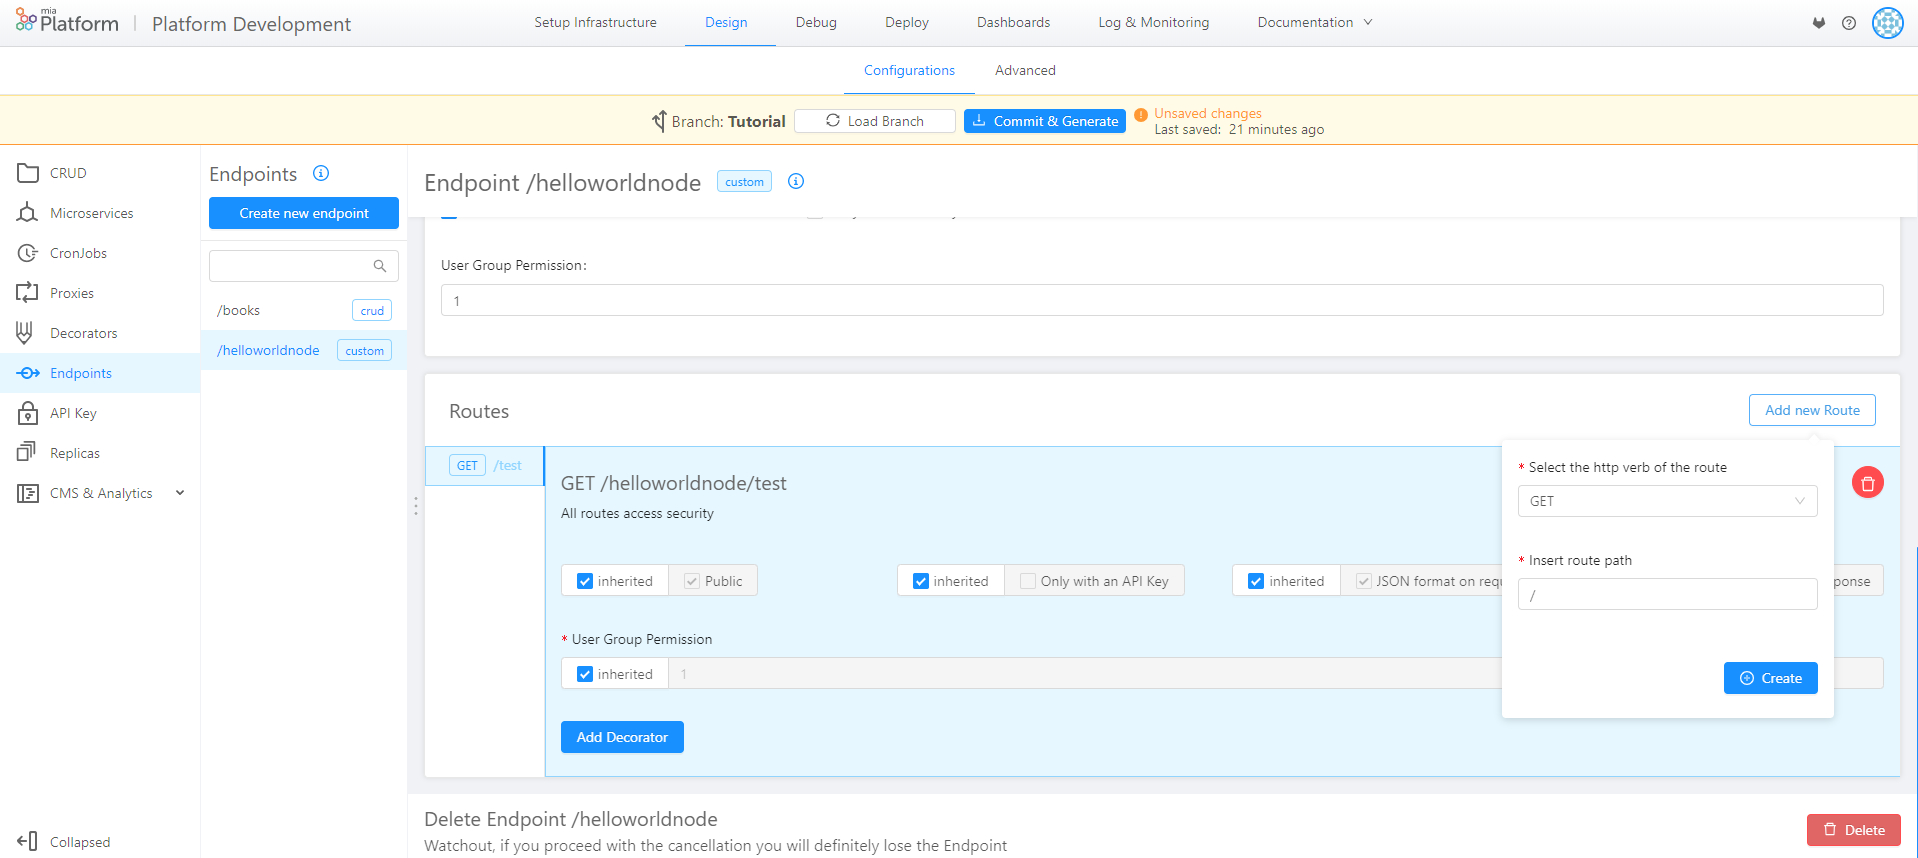 mia
Platform
Platform Development
Setup Infrastructure
Design
Debug
Deploy
Dashboards
Log & Monitoring
Documentation
Configurations
Advanced
Branch: Tutorial
Load Branch
Commit & Generate
Unsaved changes
Last saved: 21 minutes ago
CRUD
Microservices
CronJobs
Proxies
Decorators
Endpoints
API Key
Replicas
CMS & Analytics
Collapsed
Endpoints
Create new endpoint
/books
crud
/helloworldnode
custom
Endpoint /helloworldnode
custom
User Group Permission:
1
Routes
Add new Route
GET /test
GET /helloworldnode/test
All routes access security
inherited
Public
inherited
Only with an API Key
inherited
JSON format on requ
ponse
* User Group Permission
inherited
1
Add Decorator
* Select the http verb of the route
GET
* Insert route path
/
Create
Delete Endpoint /helloworldnode
Watchout, if you proceed with the cancellation you will definitely lose the Endpoint
Delete